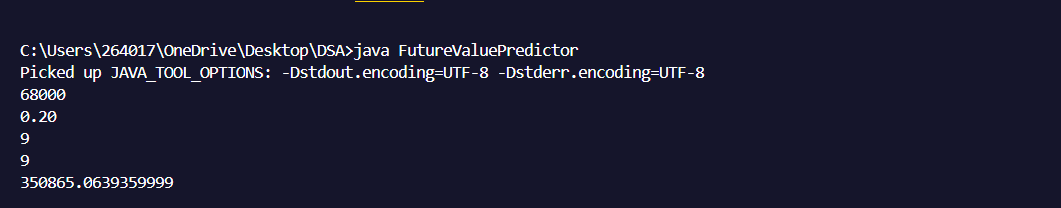 C:\Users\264017\OneDrive\Desktop\DSA>java FutureValuePredictor
Picked up JAVA_TOOL_OPTIONS: -Dstdout.encoding=UTF-8 -Dstderr.encoding=UTF-8
68000
0.20
9
9
350865.0639359999